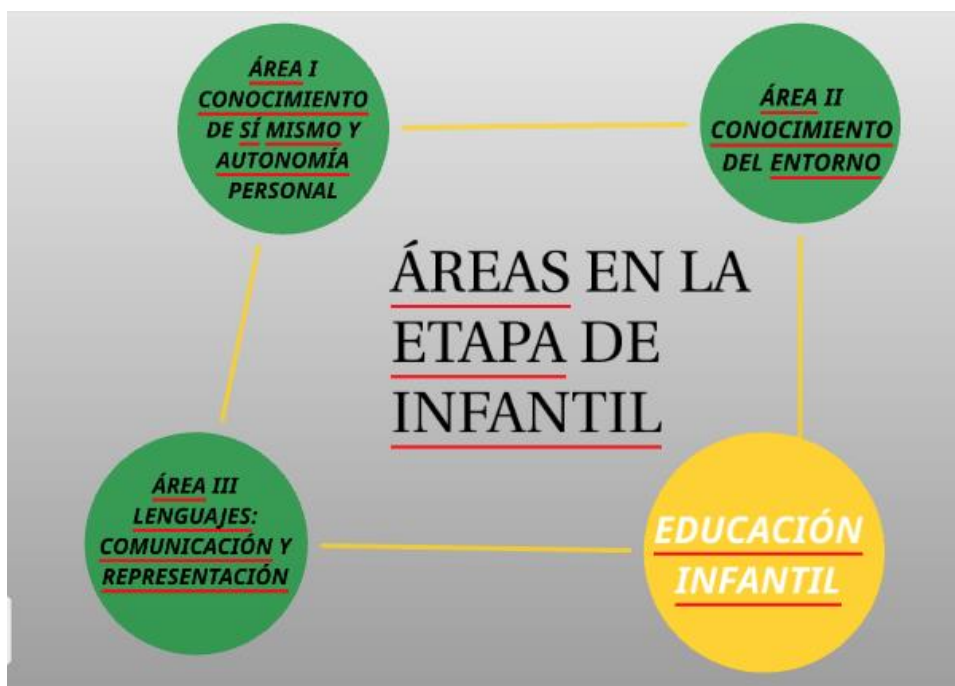 ÁREA I
CONOCIMIENTO
DE SÍ MISMO Y
AUTONOMÍA
PERSONAL
ÁREA II
CONOCIMIENTO
DEL ENTORNO
ÁREAS EN LA
ETAPA DE
INFANTIL
ÁREA III
LENGUAJES:
COMUNICACIÓN Y
REPRESENTACIÓN
EDUCACIÓN
INFANTIL